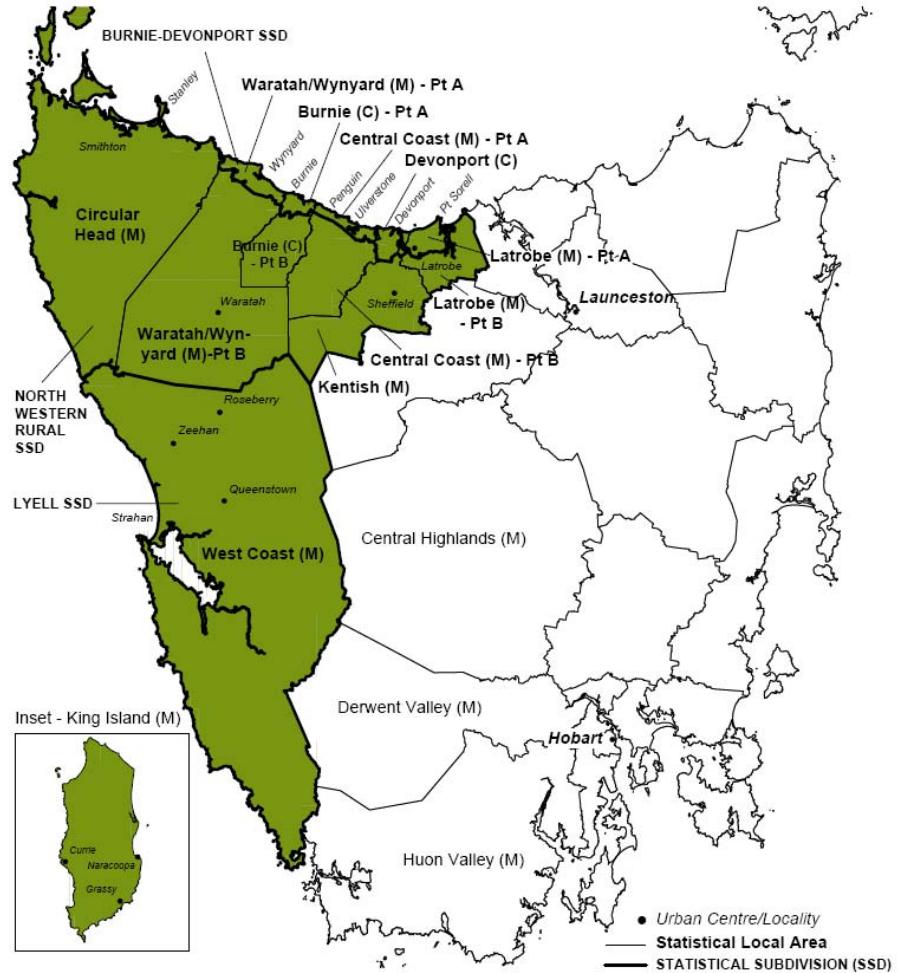 BURNIE-DEVONPORT SSD
Waratah/Wynyard (M) - Pt A
Burnie (C) - Pt A
Central Coast (M) - Pt A
Devonport (C)
Stanley
Smithton
Wynyard
Burnie
Penguin
Ulverstone
Devonport
Pt Sorell
Circular
Head (M)
Burnie (C)
- Pt B
Latrobe (M) - Pt A
Latrobe
Launceston
Waratah
Sheffield
Latrobe (M)
- Pt B
Waratah/Wyn-
yard (M)-Pt B
Central Coast (M) - Pt B
Kentish (M)
NORTH
WESTERN
RURAL
SSD
Roseberry
Zeehan
LYELL SSD
Queenstown
Strahan
West Coast (M)
Central Highlands (M)
Derwent Valley (M)
Inset - King Island (M)
Hobart
Currie
Naracoopa
Grassy
Huon Valley (M)
Urban Centre/Locality
Statistical Local Area
STATISTICAL SUBDIVISION (SSD)